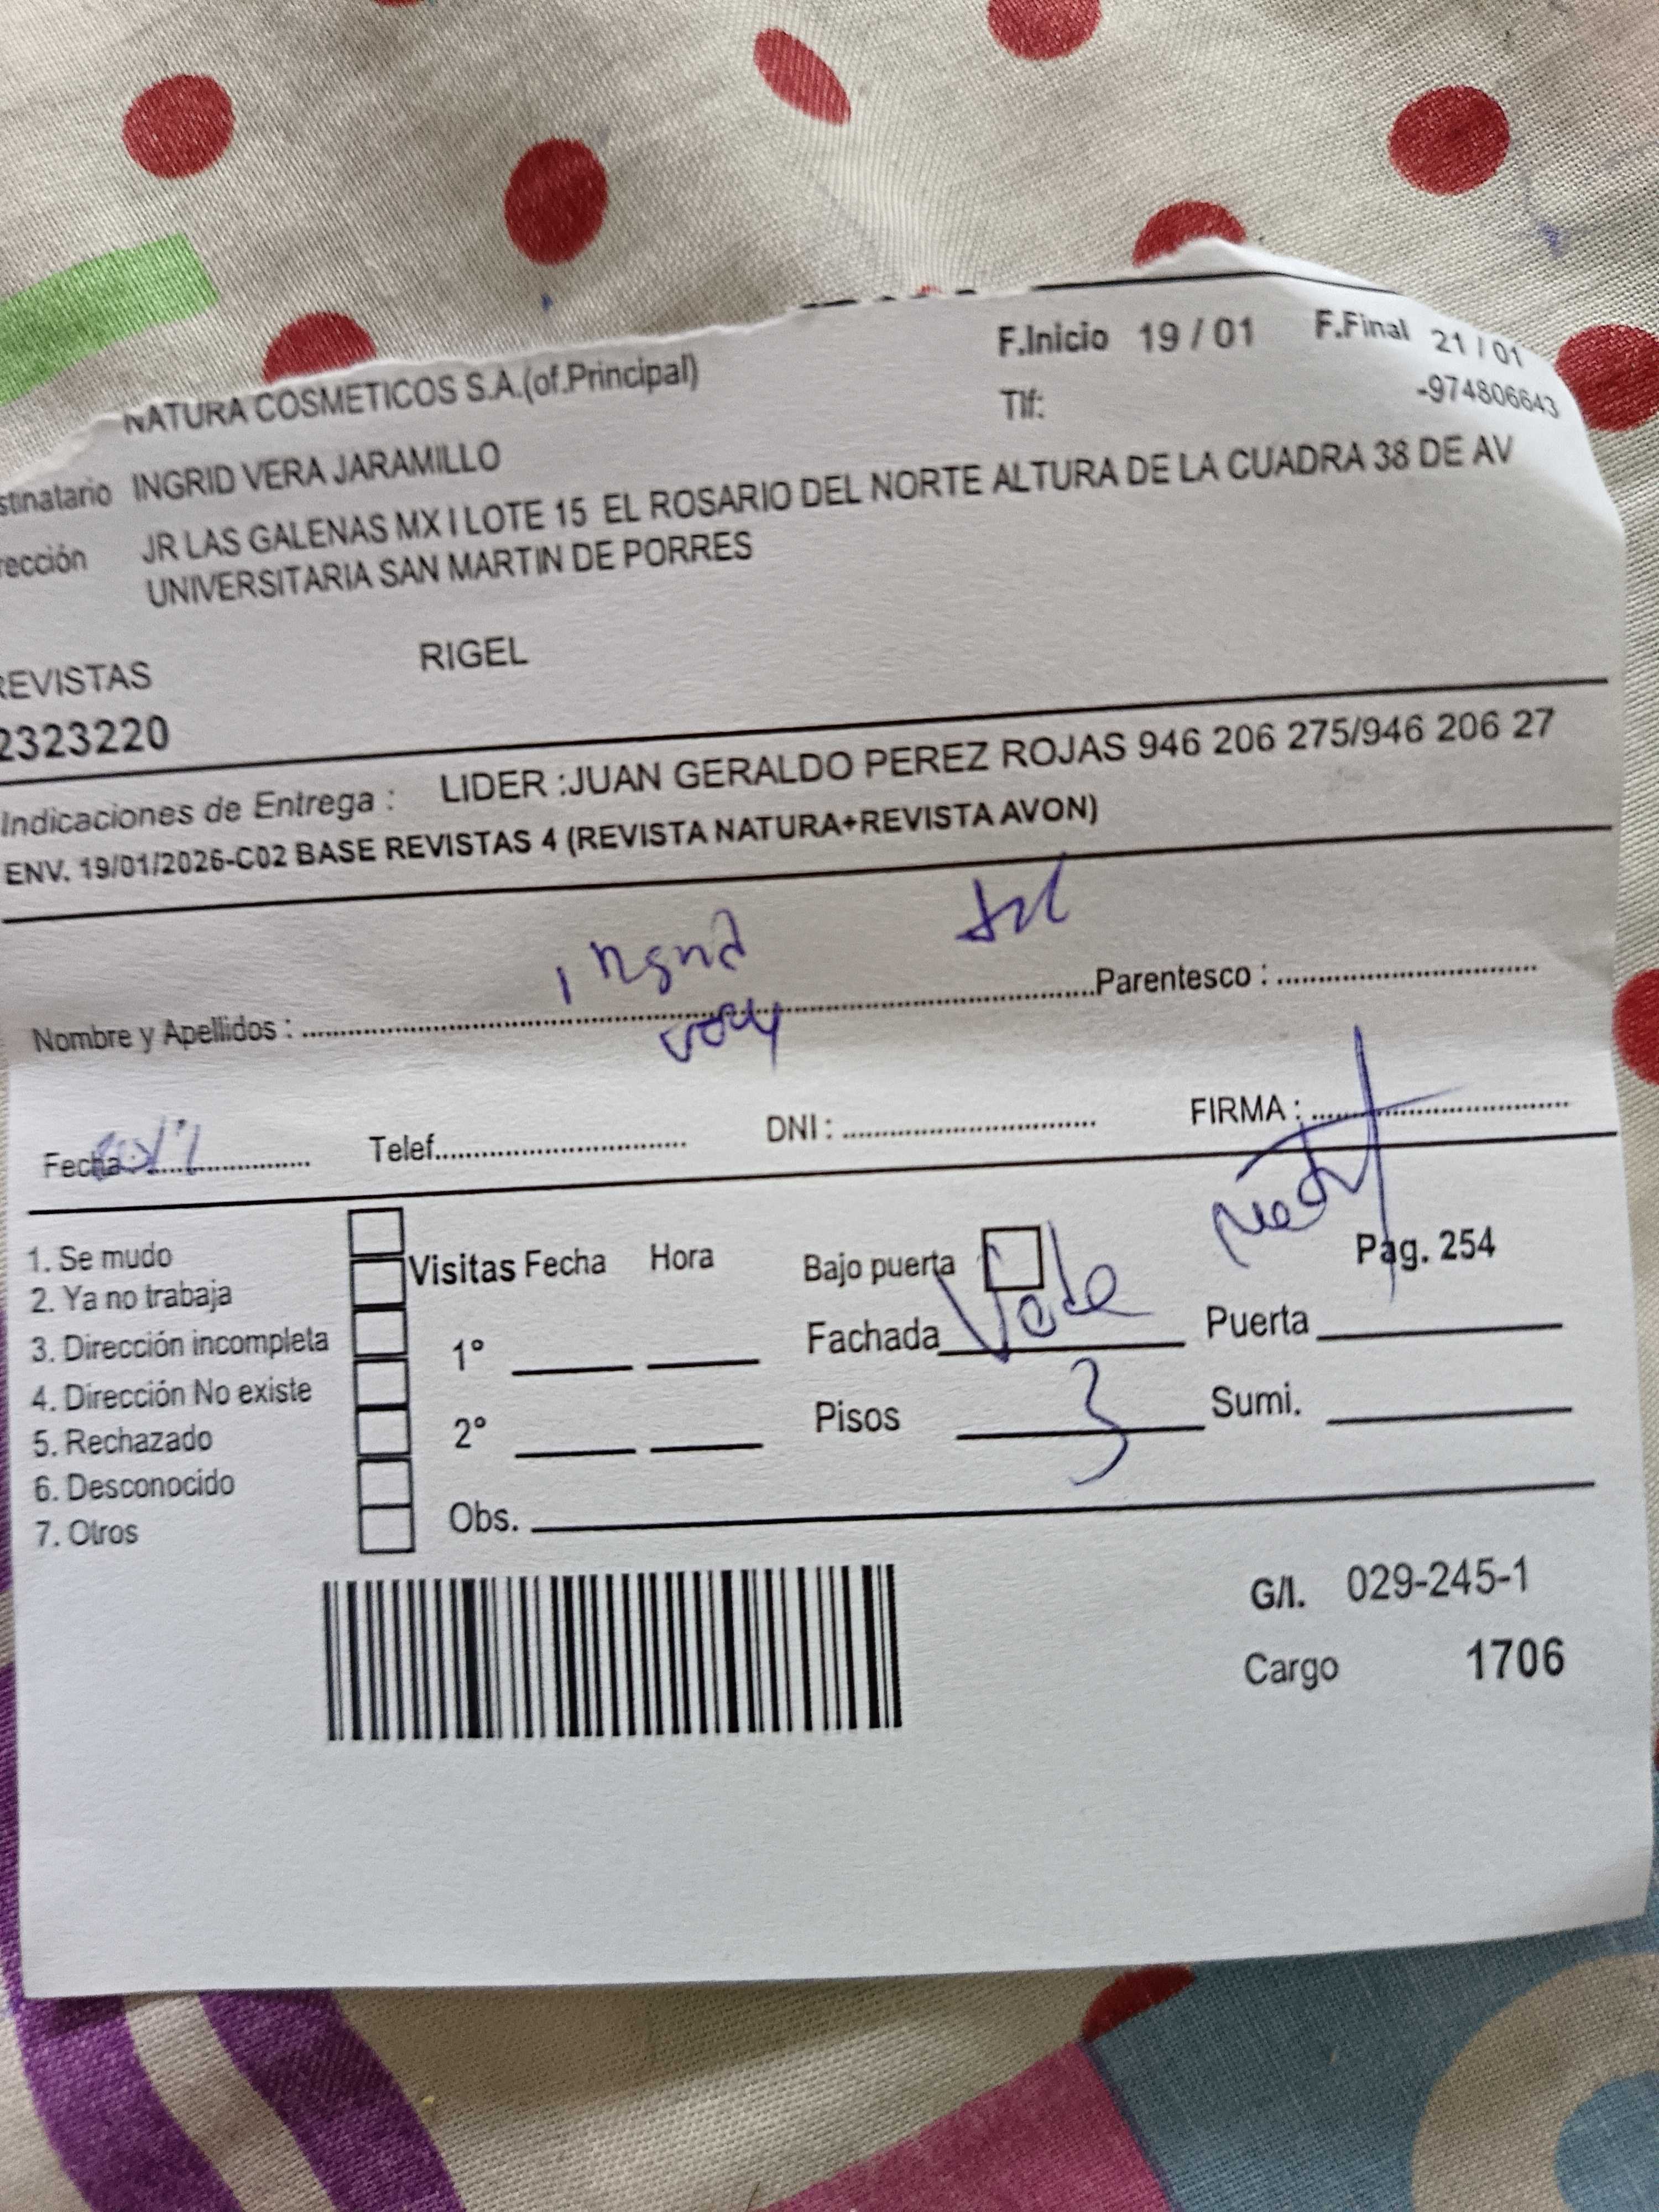 NATURA COSMETICOS S.A.(of.Principal) F.Inicio 19 / 01 F.Final 21 / 01
Tlf: -974806643
stinatario INGRID VERA JARAMILLO
rección JR LAS GALENAS MX I LOTE 15 EL ROSARIO DEL NORTE ALTURA DE LA CUADRA 38 DE AV
UNIVERSITARIA SAN MARTIN DE PORRES
REVISTAS RIGEL
2323220
Indicaciones de Entrega : LIDER :JUAN GERALDO PEREZ ROJAS 946 206 275/946 206 27
ENV. 19/01/2026-C02 BASE REVISTAS 4 (REVISTA NATURA+REVISTA AVON)
Ingrid
Nombre y Apellidos : Parentesco :
Fecha Telef. DNI : FIRMA :
1. Se mudo
2. Ya no trabaja
3. Dirección incompleta
4. Dirección No existe
5. Rechazado
6. Desconocido
7. Otros
Visitas Fecha Hora
1°
2°
Obs.
Bajo puerta Pag. 254
Fachada Puerta
Pisos 3 Sumi.
G/I. 029-245-1
Cargo 1706